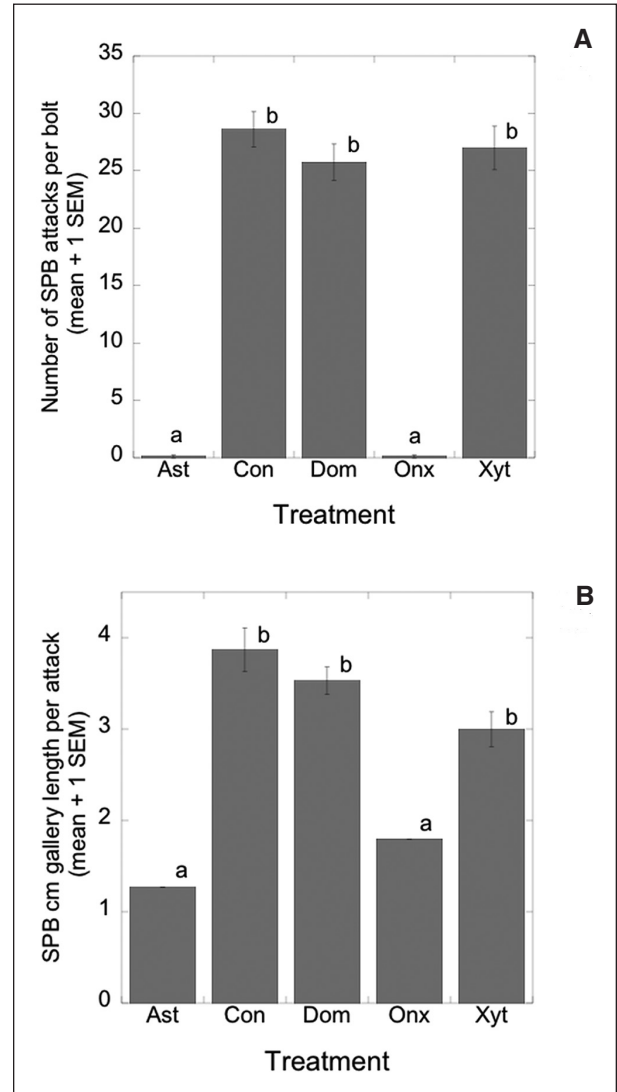 A
Number of SPB attacks per bolt
(mean + 1 SEM)
35
30
25
20
15
10
5
0
a
b
b
a
b
Ast Con Dom Onx Xyt
Treatment
B
SPB cm gallery length per attack
(mean + 1 SEM)
4
3
2
1
0
a
b
b
a
b
Ast Con Dom Onx Xyt
Treatment